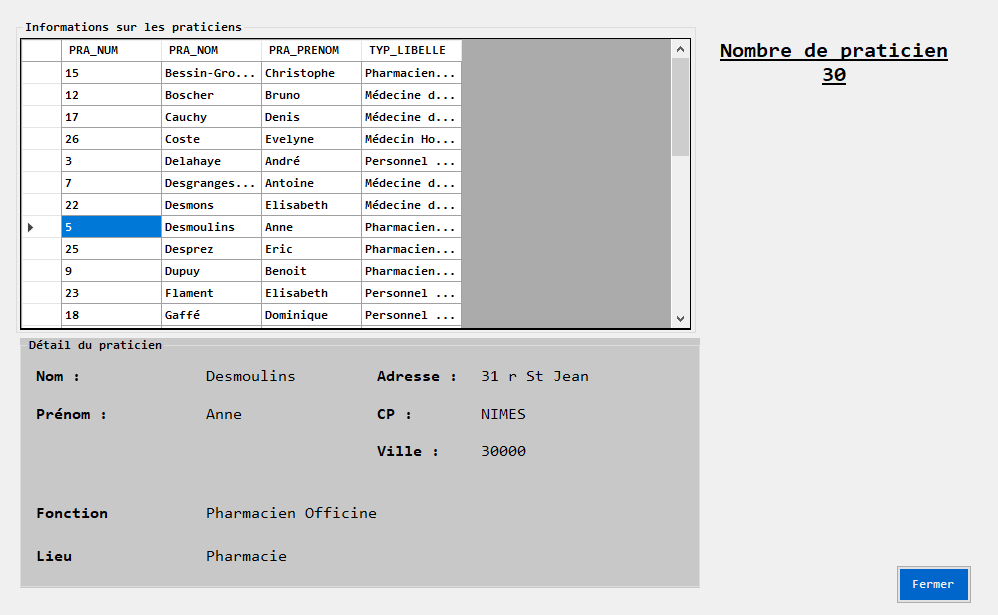 Informations sur les praticiens
PRA_NUM PRA_NOM PRA_PRENOM TYP_LIBELLE
15 Bessin-Gro... Christophe Pharmacien...
12 Boscher Bruno Médecine d...
17 Cauchy Denis Médecine d...
26 Coste Evelyne Médecin Ho...
3 Delahaye André Personnel ...
7 Desgranges... Antoine Médecine d...
22 Desmons Elisabeth Médecine d...
5 Desmoulins Anne Pharmacien...
25 Desprez Eric Pharmacien...
9 Dupuy Benoit Pharmacien...
23 Flament Elisabeth Personnel ...
18 Gaffé Dominique Personnel ...
Nombre de praticien
30
Détail du praticien
Nom : Desmoulins Adresse : 31 r St Jean
Prénom : Anne CP : NIMES
Ville : 30000
Fonction Pharmacien Officine
Lieu Pharmacie
Fermer